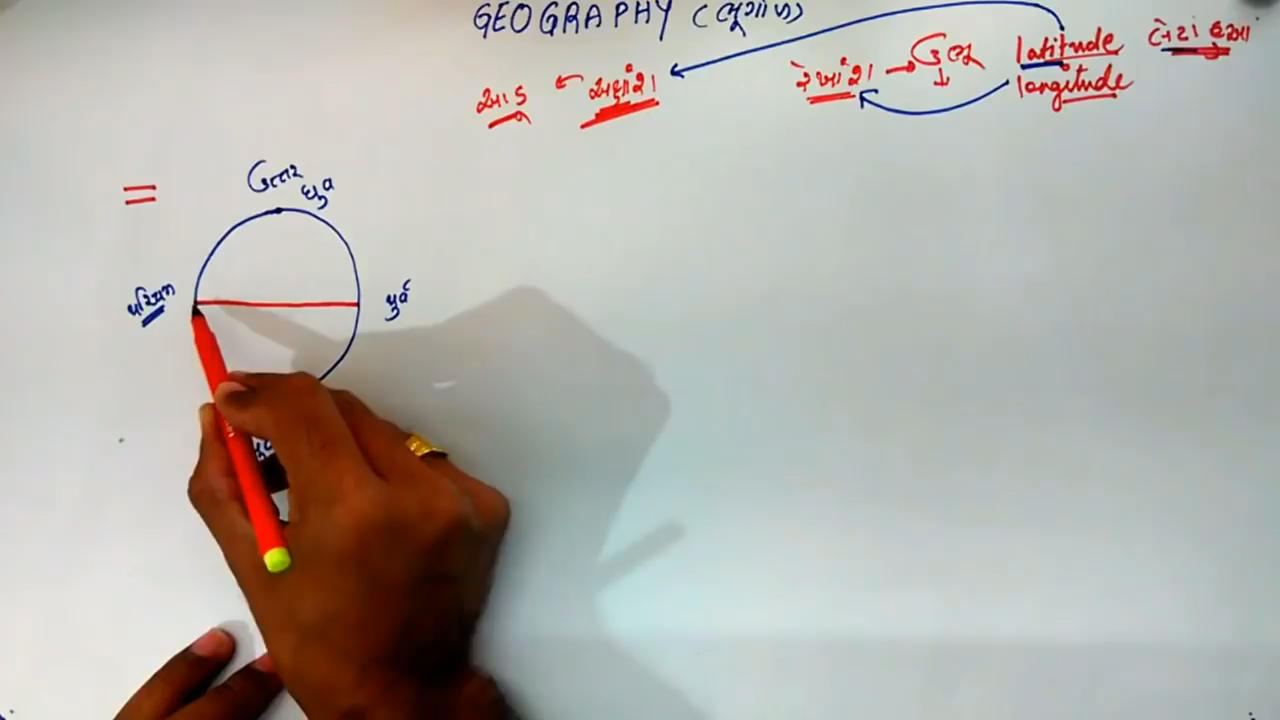 GEOGRAPHY (ભૂગોળ)
આડ ← અક્ષાંશ રેખાંશ → ઉભ latitude
longitude
ઉત્તર
ધ્રુવ
પશ્ચિમ પુર્વ